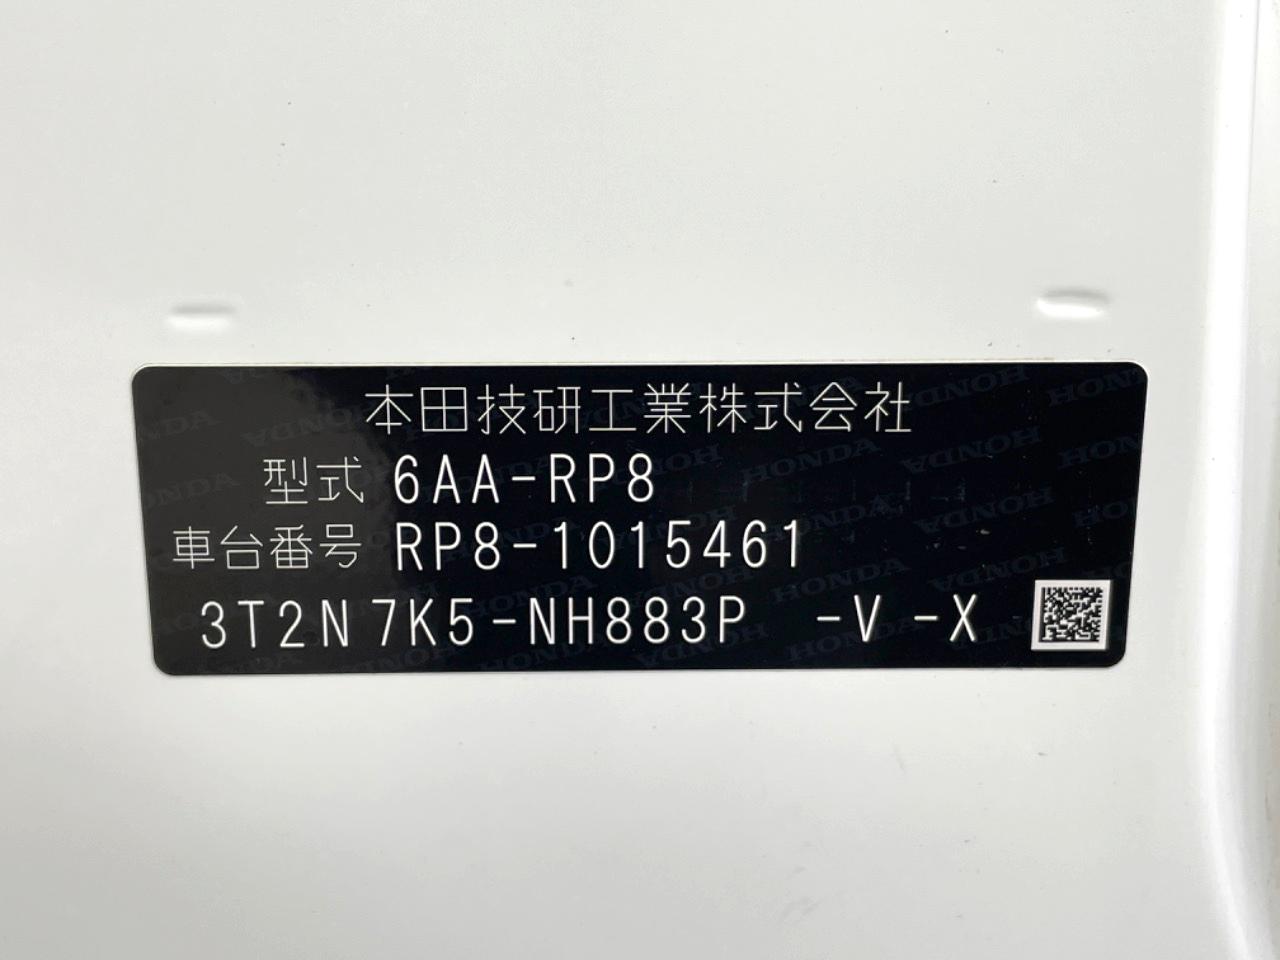 本田技研工業株式会社
型式 6AA-RP8
車台番号 RP8-1015461
3T2N 7K5-NH883P -V -X